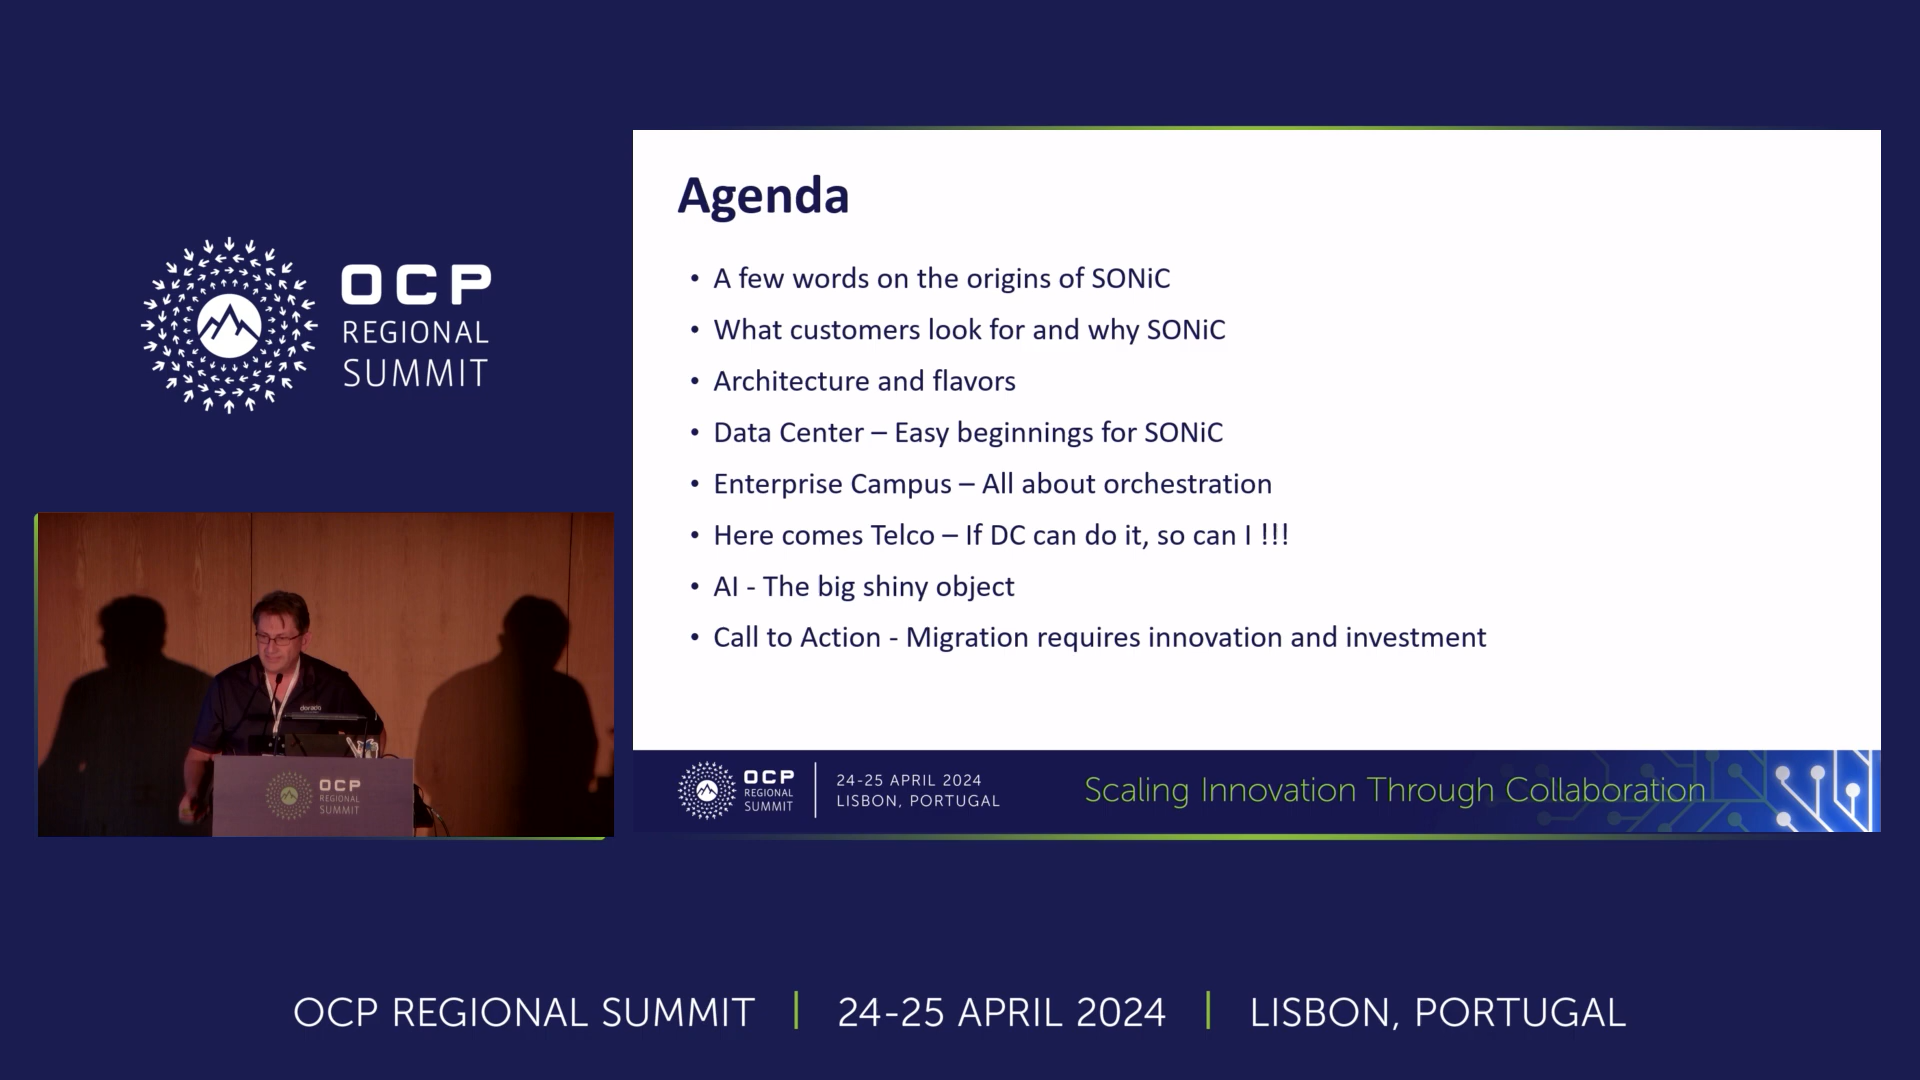 OCP
REGIONAL
SUMMIT
Agenda
• A few words on the origins of SONiC
• What customers look for and why SONiC
• Architecture and flavors
• Data Center – Easy beginnings for SONiC
• Enterprise Campus – All about orchestration
• Here comes Telco – If DC can do it, so can I !!!
• AI - The big shiny object
• Call to Action - Migration requires innovation and investment
OCP
REGIONAL
SUMMIT
24-25 APRIL 2024
LISBON, PORTUGAL
Scaling Innovation Through Collaboration
dorado
OCP
REGIONAL
SUMMIT
OCP REGIONAL SUMMIT | 24-25 APRIL 2024 | LISBON, PORTUGAL